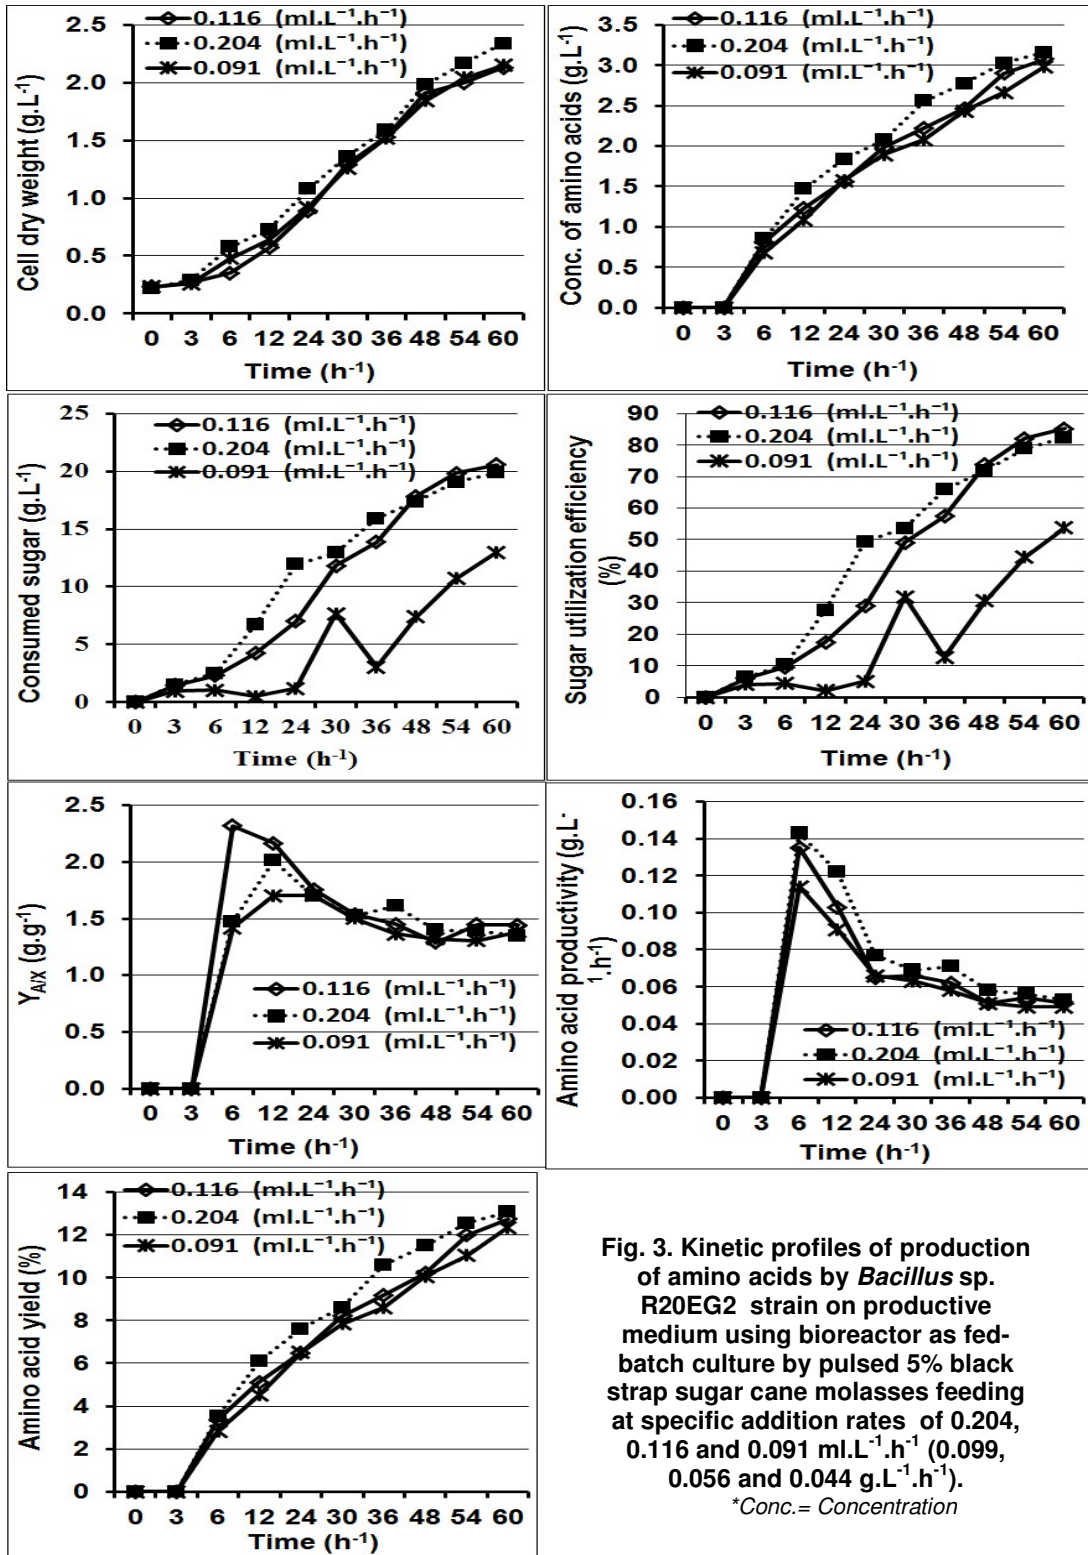 0.116 (ml.L⁻¹.h⁻¹)
0.204 (ml.L⁻¹.h⁻¹)
0.091 (ml.L⁻¹.h⁻¹)
Cell dry weight (g.L⁻¹)
2.5
2.0
1.5
1.0
0.5
0.0
0 3 6 12 24 30 36 48 54 60
Time (h⁻¹)
0.116 (ml.L⁻¹.h⁻¹)
0.204 (ml.L⁻¹.h⁻¹)
0.091 (ml.L⁻¹.h⁻¹)
Conc. of amino acids (g.L⁻¹)
3.5
3.0
2.5
2.0
1.5
1.0
0.5
0.0
0 3 6 12 24 30 36 48 54 60
Time (h⁻¹)
0.116 (ml.L⁻¹.h⁻¹)
0.204 (ml.L⁻¹.h⁻¹)
0.091 (ml.L⁻¹.h⁻¹)
Consumed sugar (g.L⁻¹)
25
20
15
10
5
0
0 3 6 12 24 30 36 48 54 60
Time (h⁻¹)
0.116 (ml.L⁻¹.h⁻¹)
0.204 (ml.L⁻¹.h⁻¹)
0.091 (ml.L⁻¹.h⁻¹)
Sugar utilization efficiency
(%)
90
80
70
60
50
40
30
20
10
0
0 3 6 12 24 30 36 48 54 60
Time (h⁻¹)
Y_A/X (g.g⁻¹)
2.5
2.0
1.5
1.0
0.5
0.0
0.116 (ml.L⁻¹.h⁻¹)
0.204 (ml.L⁻¹.h⁻¹)
0.091 (ml.L⁻¹.h⁻¹)
0 3 6 12 24 30 36 48 54 60
Time (h⁻¹)
Amino acid productivity (g.L⁻
¹.h⁻¹)
0.16
0.14
0.12
0.10
0.08
0.06
0.04
0.02
0.00
0.116 (ml.L⁻¹.h⁻¹)
0.204 (ml.L⁻¹.h⁻¹)
0.091 (ml.L⁻¹.h⁻¹)
0 3 6 12 24 30 36 48 54 60
Time (h⁻¹)
0.116 (ml.L⁻¹.h⁻¹)
0.204 (ml.L⁻¹.h⁻¹)
0.091 (ml.L⁻¹.h⁻¹)
Amino acid yield (%)
14
12
10
8
6
4
2
0
0 3 6 12 24 30 36 48 54 60
Time (h⁻¹)
Fig. 3. Kinetic profiles of production
of amino acids by Bacillus sp.
R20EG2 strain on productive
medium using bioreactor as fed-
batch culture by pulsed 5% black
strap sugar cane molasses feeding
at specific addition rates of 0.204,
0.116 and 0.091 ml.L⁻¹.h⁻¹ (0.099,
0.056 and 0.044 g.L⁻¹.h⁻¹).
*Conc.= Concentration